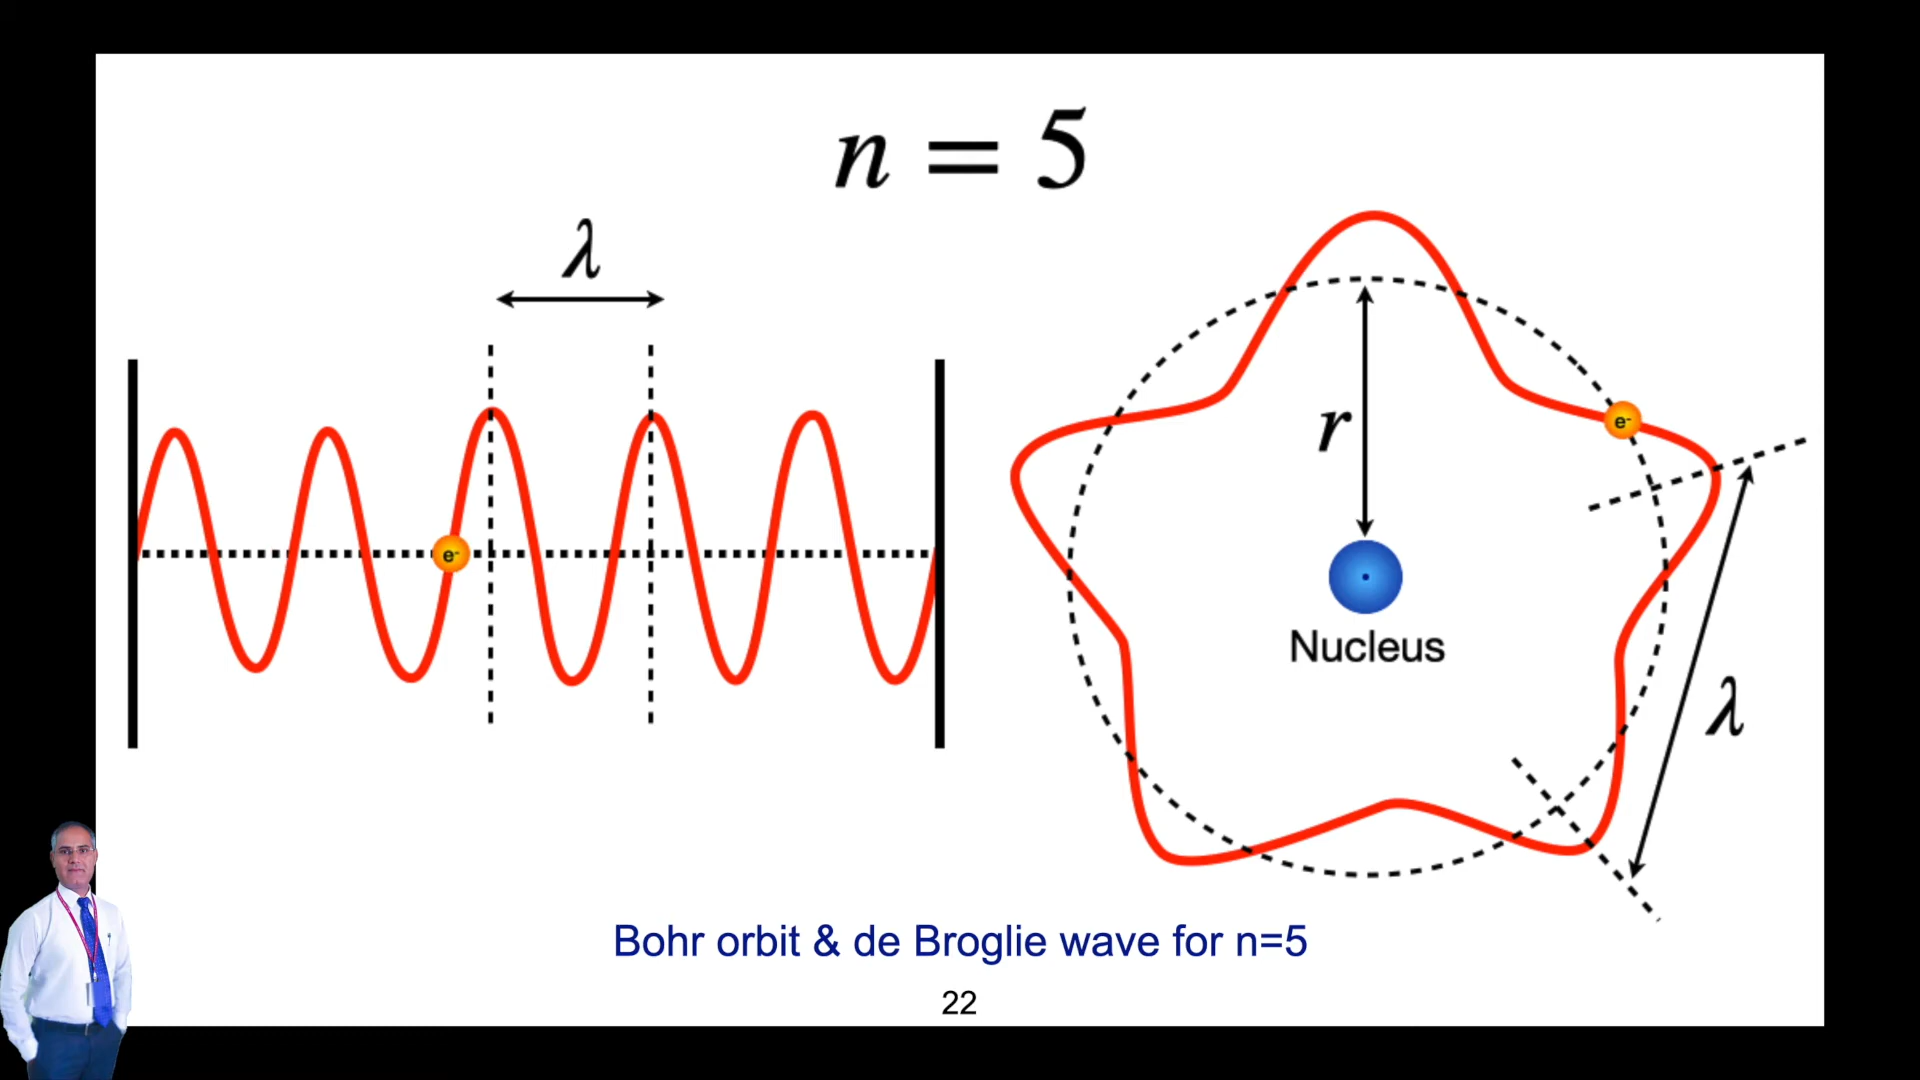 n = 5
λ
r
e-
e-
Nucleus
λ
Bohr orbit & de Broglie wave for n=5
22